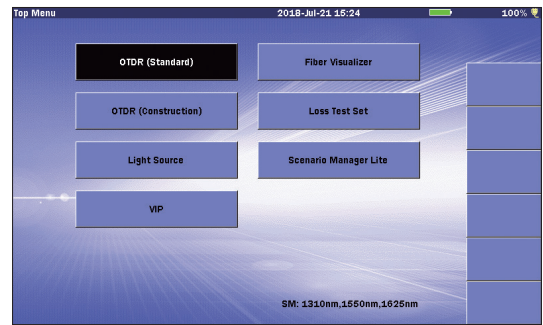 Top Menu 2018-Jul-21 15:24 100%
OTDR (Standard) Fiber Visualizer
OTDR (Construction) Loss Test Set
Light Source Scenario Manager Lite
VIP
SM: 1310nm,1550nm,1625nm